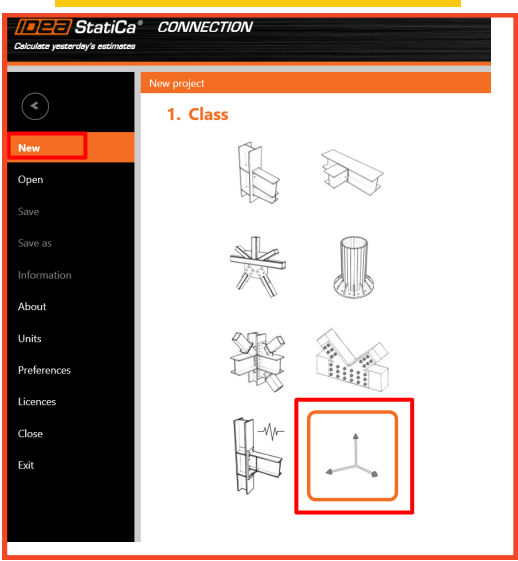 IDEA StatiCa® CONNECTION
Calculate yesterday's estimates
New project
1. Class
New
Open
Save
Save as
Information
About
Units
Preferences
Licences
Close
Exit